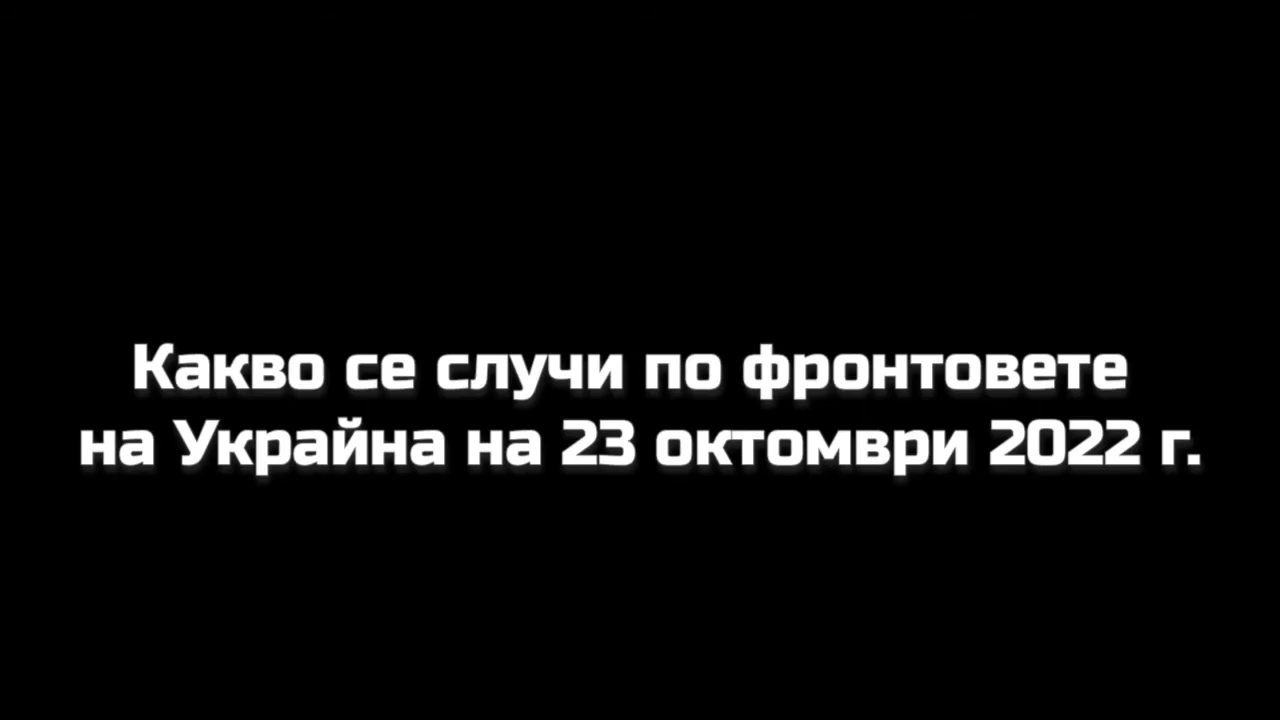 Какво се случи по фронтовете
на Украйна на 23 октомври 2022 г.